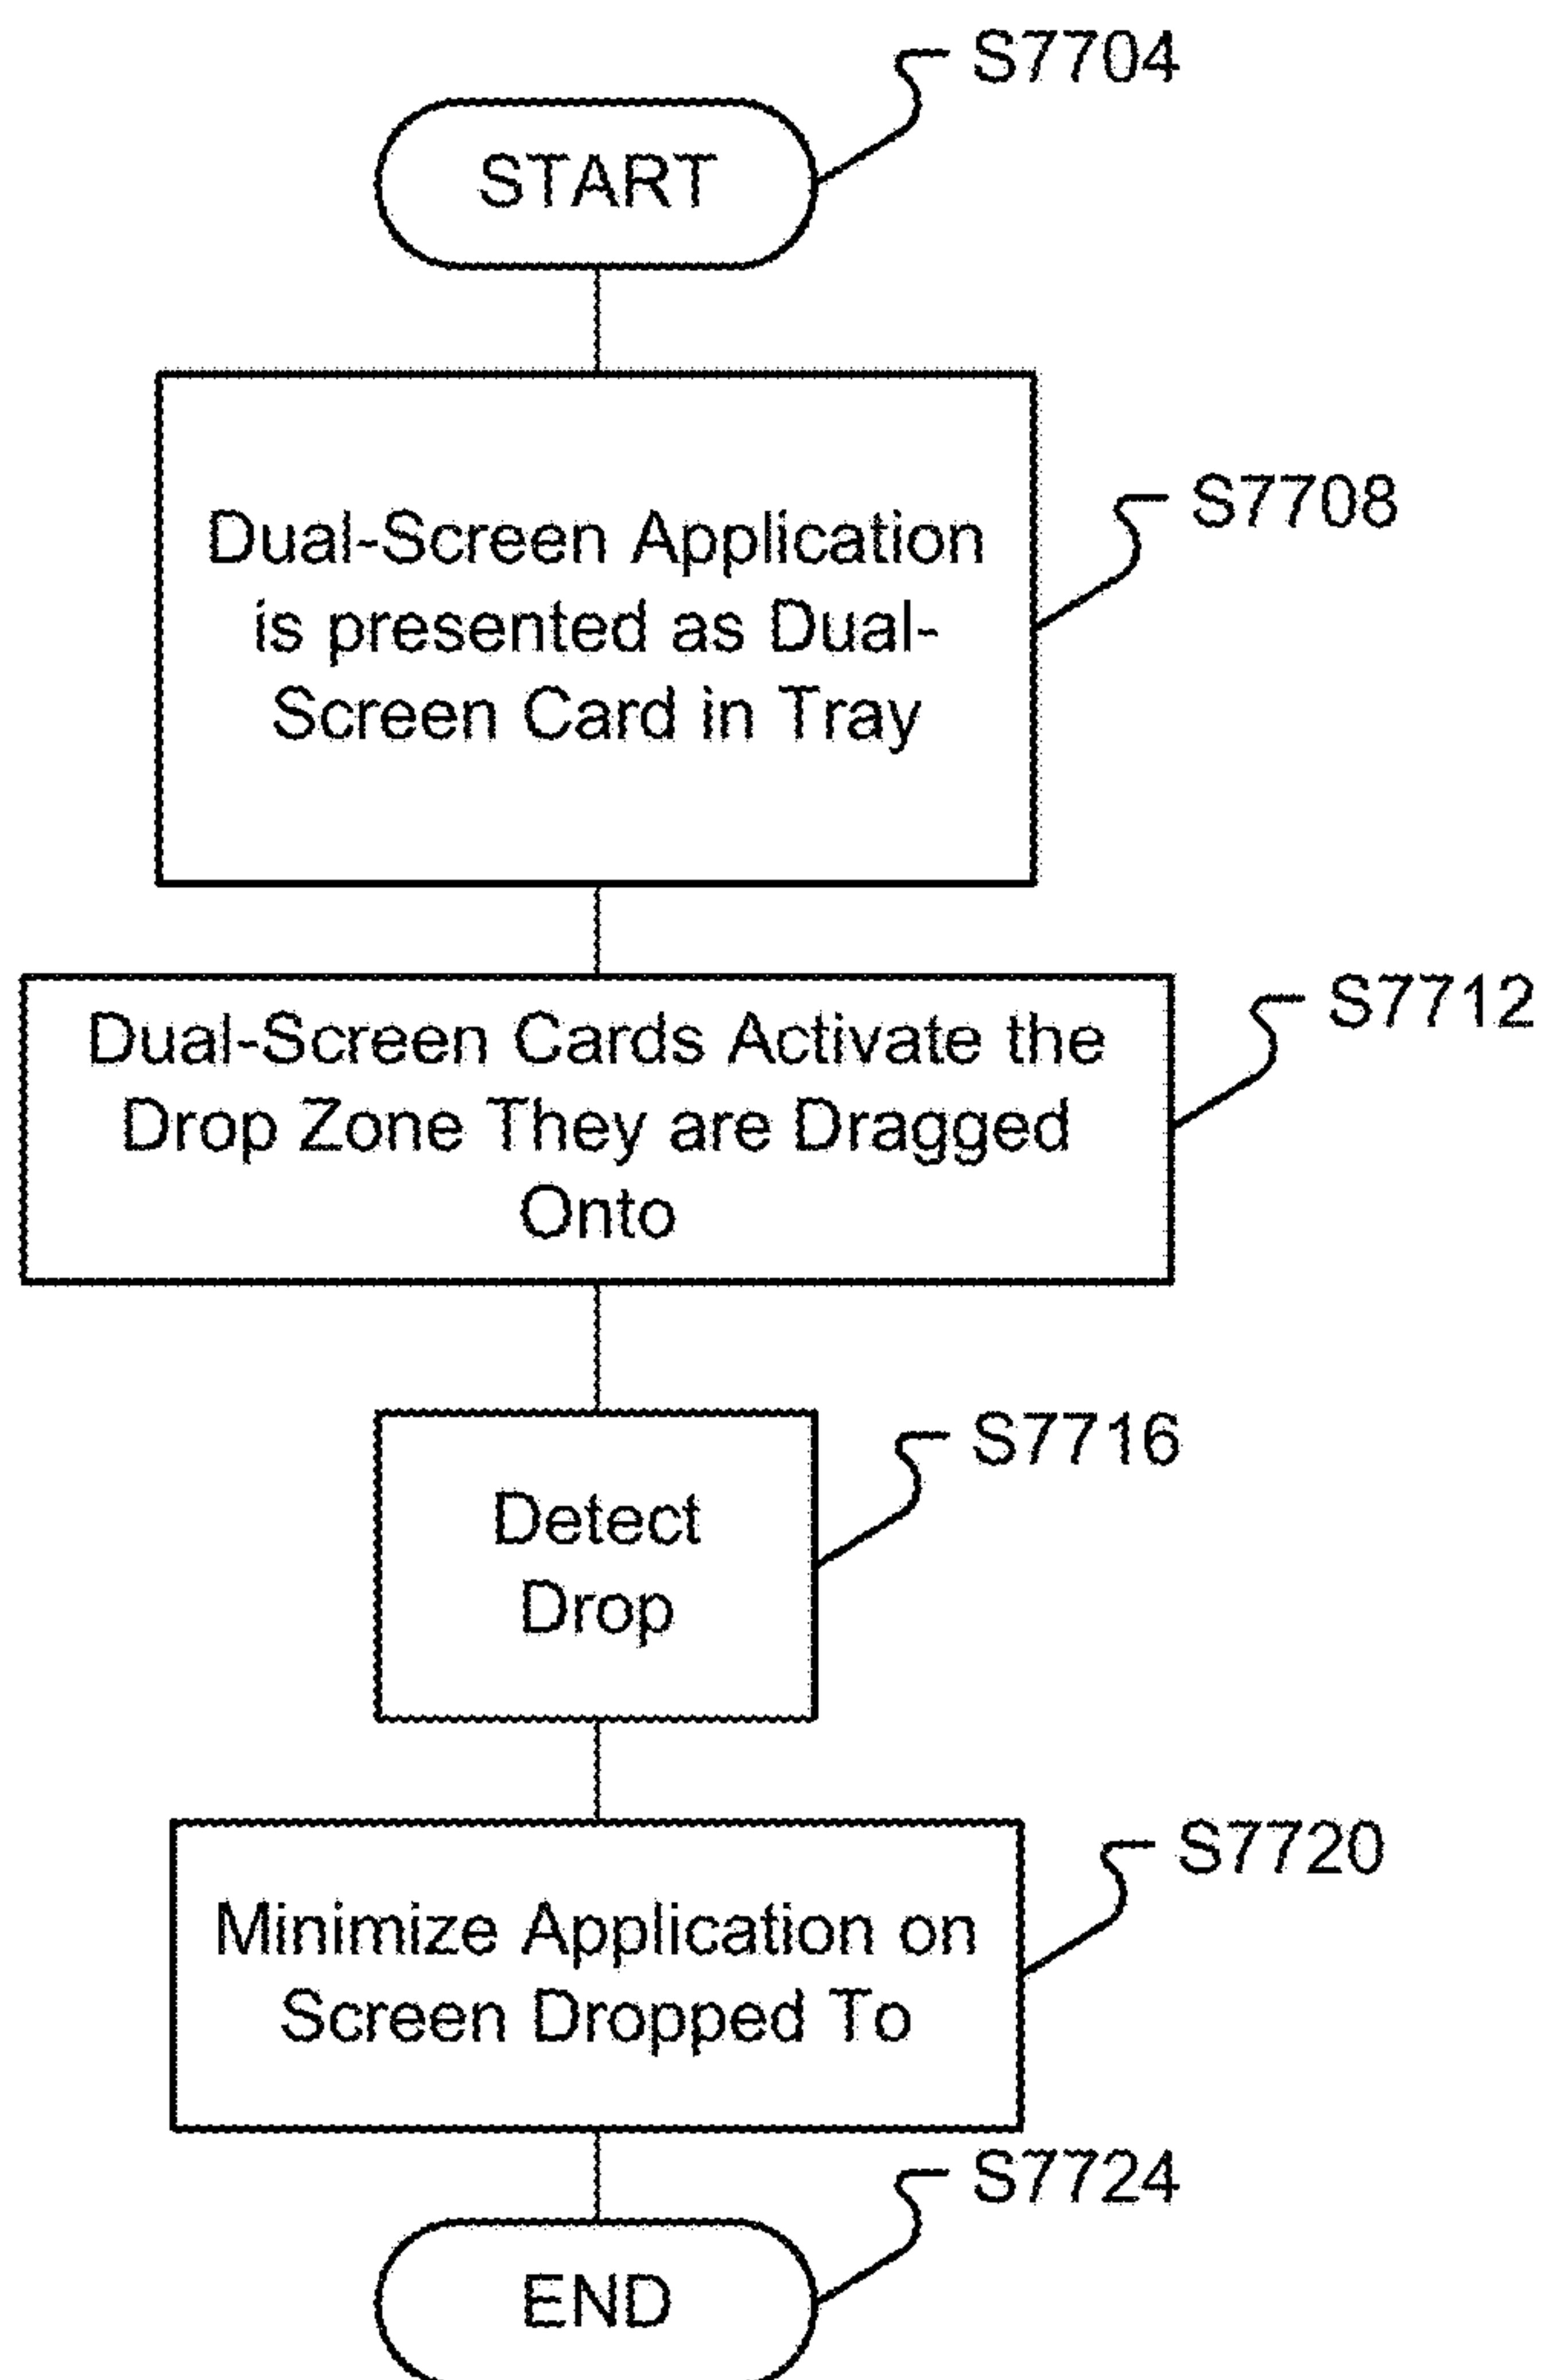 S7704
START
S7708
Dual-Screen Application
is presented as Dual-
Screen Card in Tray
S7712
Dual-Screen Cards Activate the
Drop Zone They are Dragged
Onto
S7716
Detect
Drop
S7720
Minimize Application on
Screen Dropped To
S7724
END